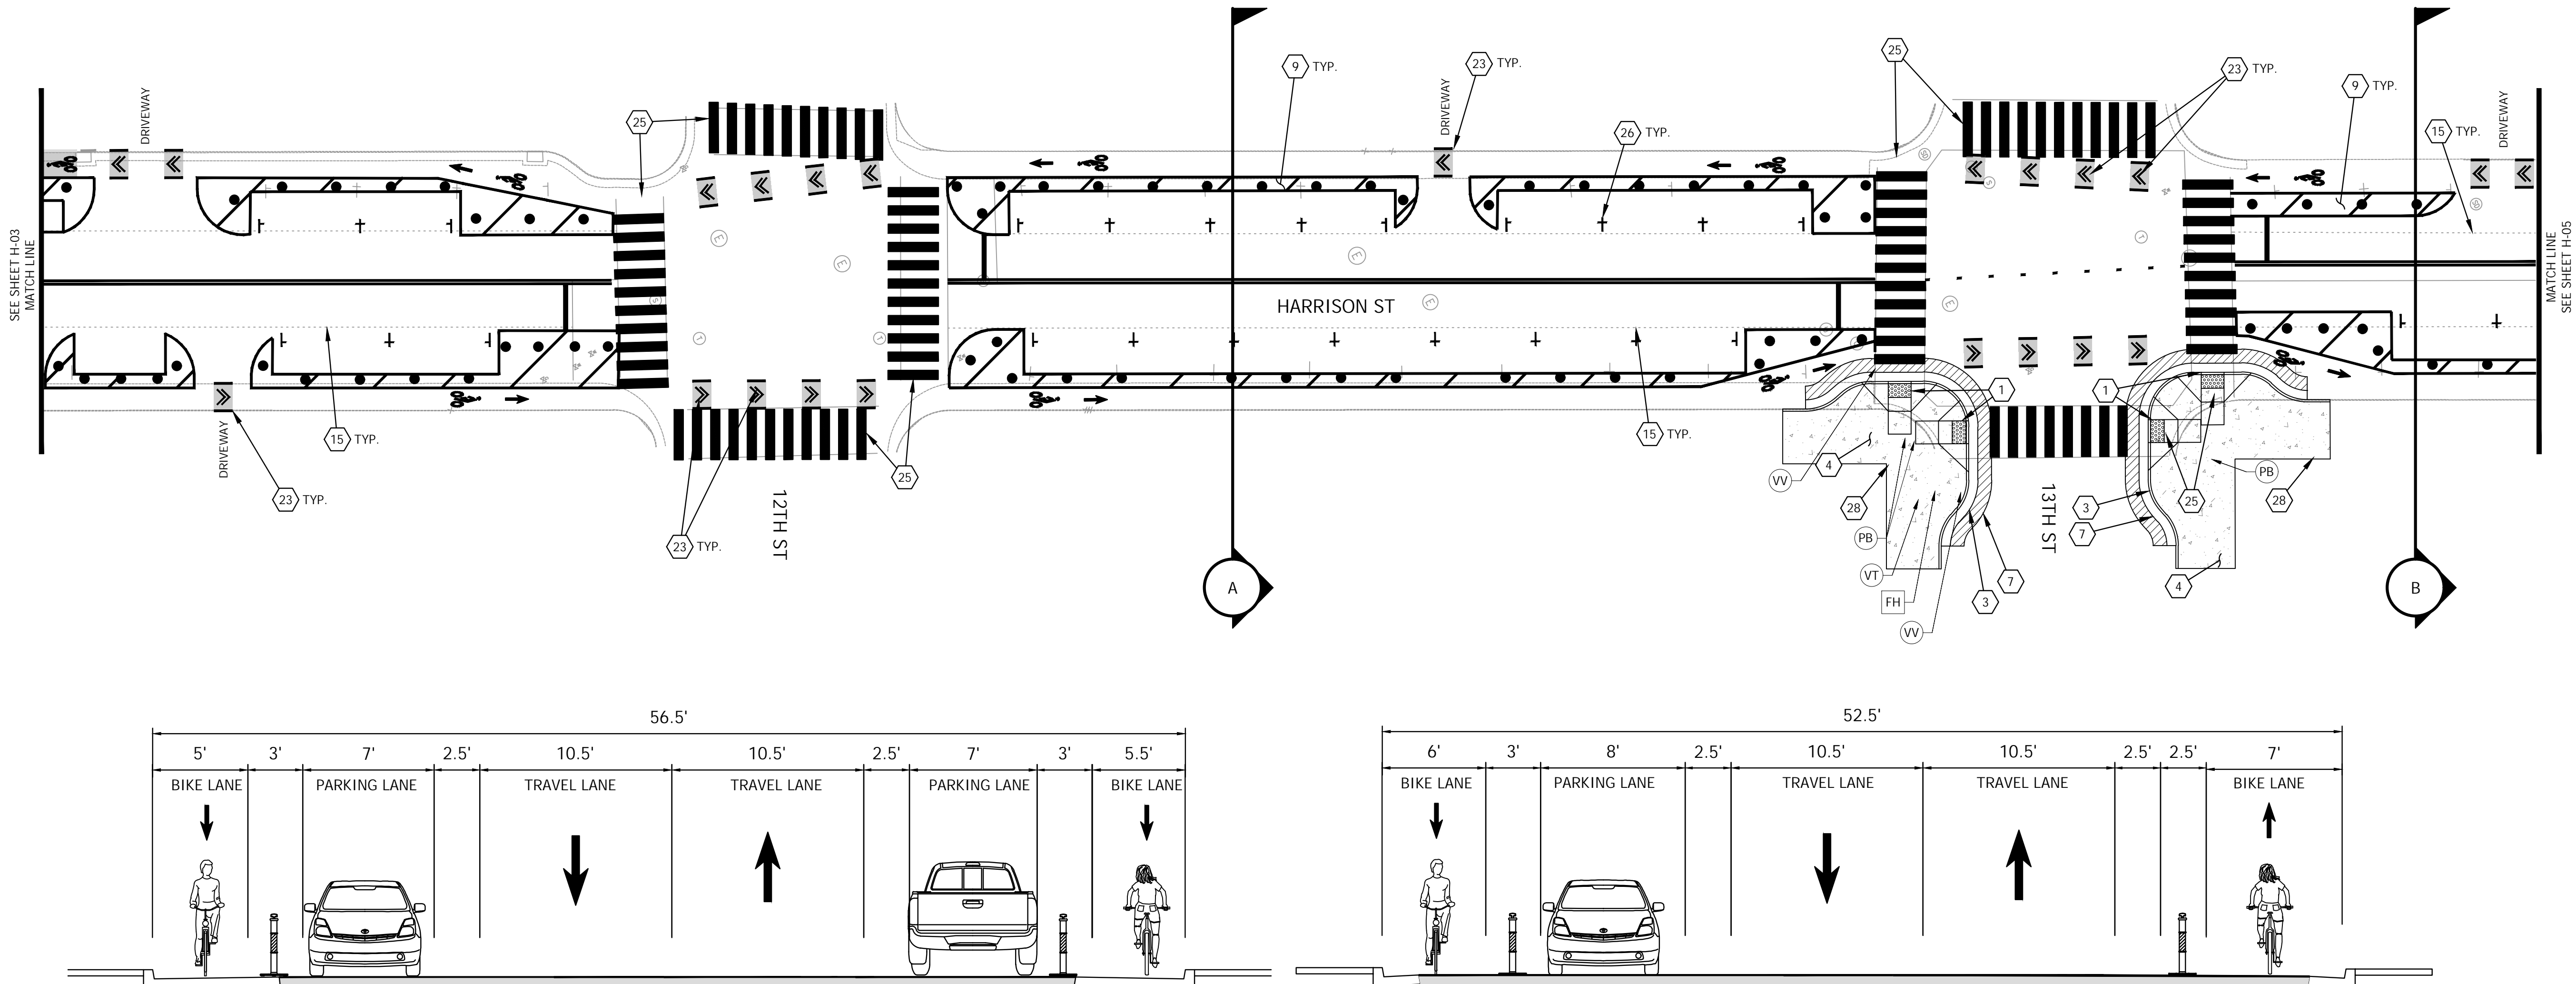 A
B
25
9 TYP.
23 TYP.
25
23 TYP.
9 TYP.
15 TYP.
26 TYP.
DRIVEWAY
DRIVEWAY
DRIVEWAY
SEE SHEET H-03
MATCH LINE
MATCH LINE
SEE SHEET H-05
E
E
E
E
E
HARRISON ST
S
S
T
T
T
15 TYP.
DRIVEWAY
23 TYP.
23 TYP.
25
12TH ST
15 TYP.
1
1
4
VV
28
PB
VT
FH
VV
3
7
13TH ST
3
7
25
PB
28
4
56.5'
5'
3'
7'
2.5'
10.5'
10.5'
2.5'
7'
3'
5.5'
BIKE LANE
PARKING LANE
TRAVEL LANE
TRAVEL LANE
PARKING LANE
BIKE LANE
52.5'
6'
3'
8'
2.5'
10.5'
10.5'
2.5'
2.5'
7'
BIKE LANE
PARKING LANE
TRAVEL LANE
TRAVEL LANE
BIKE LANE